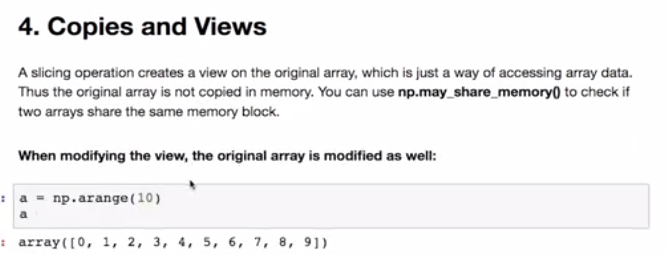 4. Copies and Views
A slicing operation creates a view on the original array, which is just a way of accessing array data.
Thus the original array is not copied in memory. You can use np.may_share_memory() to check if
two arrays share the same memory block.
When modifying the view, the original array is modified as well:
: a = np.arange(10)
a
: array([0, 1, 2, 3, 4, 5, 6, 7, 8, 9])